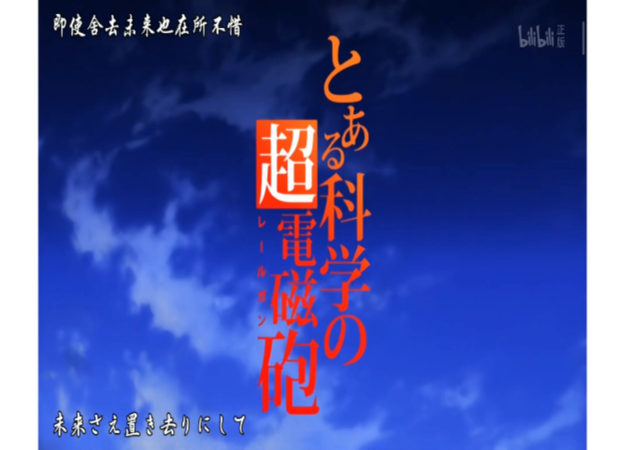 即使舍去未来也在所不惜
bilibili 正版
とある科学の
超電磁砲
レールガン
未来さえ置き去りにして